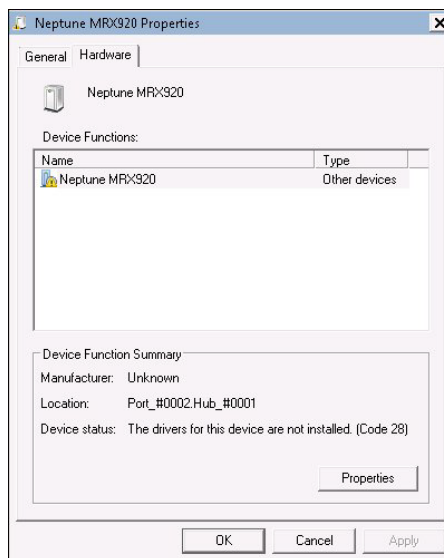 Neptune MRX920 Properties
General Hardware
Neptune MRX920
Device Functions:
Name Type
Neptune MRX920 Other devices
Device Function Summary
Manufacturer: Unknown
Location: Port_#0002.Hub_#0001
Device status: The drivers for this device are not installed. (Code 28)
Properties
OK Cancel Apply